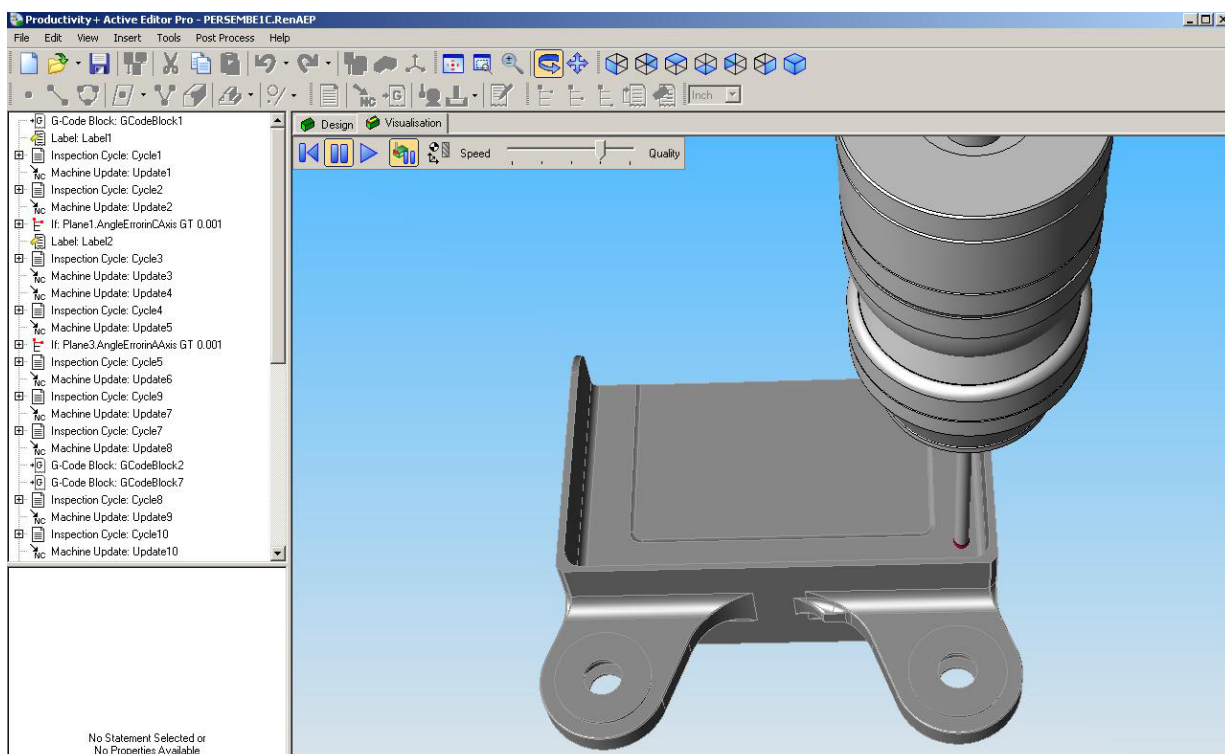 Productivity+ Active Editor Pro - PERSEMBE1C.RenAEP
File Edit View Insert Tools Post Process Help
NC G Inch
G-Code Block: GCodeBlock1
Label: Label1
Inspection Cycle: Cycle1
Machine Update: Update1
Inspection Cycle: Cycle2
Machine Update: Update2
If: Plane1.AngleErrorinCAxis GT 0.001
Label: Label2
Inspection Cycle: Cycle3
Machine Update: Update3
Machine Update: Update4
Inspection Cycle: Cycle4
Machine Update: Update5
If: Plane3.AngleErrorinAAxis GT 0.001
Inspection Cycle: Cycle5
Machine Update: Update6
Inspection Cycle: Cycle9
Machine Update: Update7
Inspection Cycle: Cycle7
Machine Update: Update8
G-Code Block: GCodeBlock2
G-Code Block: GCodeBlock7
Inspection Cycle: Cycle8
Machine Update: Update9
Inspection Cycle: Cycle10
Machine Update: Update10
No Statement Selected or
No Properties Available
Design Visualisation
Speed Quality